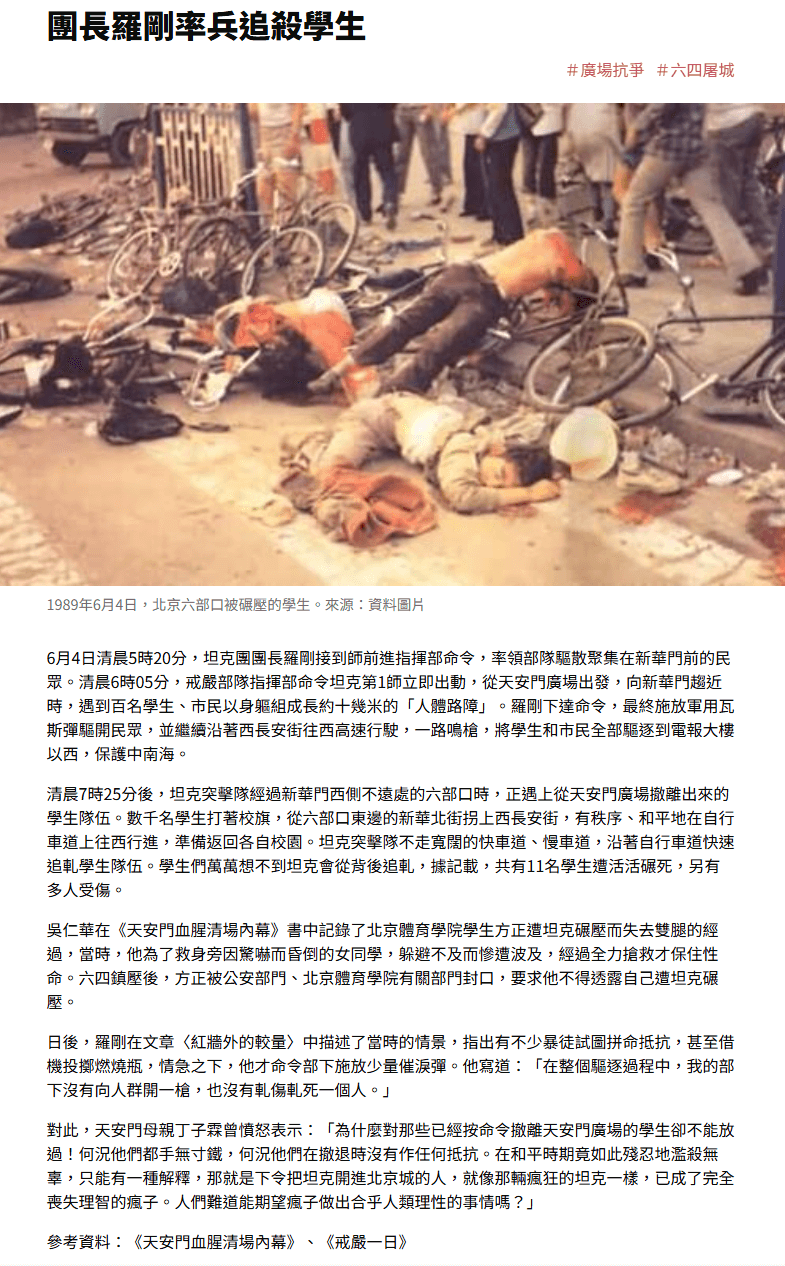 團長羅剛率兵追殺學生
#廣場抗爭 #六四屠城
1989年6月4日，北京六部口被碾壓的學生。來源：資料圖片
6月4日清晨5時20分，坦克團團長羅剛接到師前進指揮部命令，率領部隊驅散聚集在新華門前的民
眾。清晨6時05分，戒嚴部隊指揮部命令坦克第1師立即出動，從天安門廣場出發，向新華門趨近
時，遇到百名學生、市民以身軀組成長約十幾米的「人體路障」。羅剛下達命令，最終施放軍用瓦
斯彈驅開民眾，並繼續沿著西長安街往西高速行駛，一路鳴槍，將學生和市民全部驅逐到電報大樓
以西，保護中南海。
清晨7時25分後，坦克突擊隊經過新華門西側不遠處的六部口時，正遇上從天安門廣場撤離出來的
學生隊伍。數千名學生打著校旗，從六部口東邊的新華北街拐上西長安街，有秩序、和平地在自行
車道上往西行進，準備返回各自校園。坦克突擊隊不走寬闊的快車道、慢車道，沿著自行車道快速
追軋學生隊伍。學生們萬萬想不到坦克會從背後追軋，據記載，共有11名學生遭活活碾死，另有
多人受傷。
吳仁華在《天安門血腥清場內幕》書中記錄了北京體育學院學生方正遭坦克碾壓而失去雙腿的經
過，當時，他為了救身旁因驚嚇而昏倒的女同學，躲避不及而慘遭波及，經過全力搶救才保住性
命。六四鎮壓後，方正被公安部門、北京體育學院有關部門封口，要求他不得透露自己遭坦克碾
壓。
日後，羅剛在文章〈紅牆外的較量〉中描述了當時的情景，指出有不少暴徒試圖拼命抵抗，甚至借
機投擲燃燒瓶，情急之下，他才命令部下施放少量催淚彈。他寫道：「在整個驅逐過程中，我的部
下沒有向人群開一槍，也沒有軋傷軋死一個人。」
對此，天安門母親丁子霖曾憤怒表示：「為什麼對那些已經按命令撤離天安門廣場的學生卻不能放
過！何況他們都手無寸鐵，何況他們在撤退時沒有作任何抵抗。在和平時期竟如此殘忍地濫殺無
辜，只能有一種解釋，那就是下令把坦克開進北京城的人，就像那輛瘋狂的坦克一樣，已成了完全
喪失理智的瘋子。人們難道能期望瘋子做出合乎人類理性的事情嗎？」
參考資料：《天安門血腥清場內幕》、《戒嚴一日》